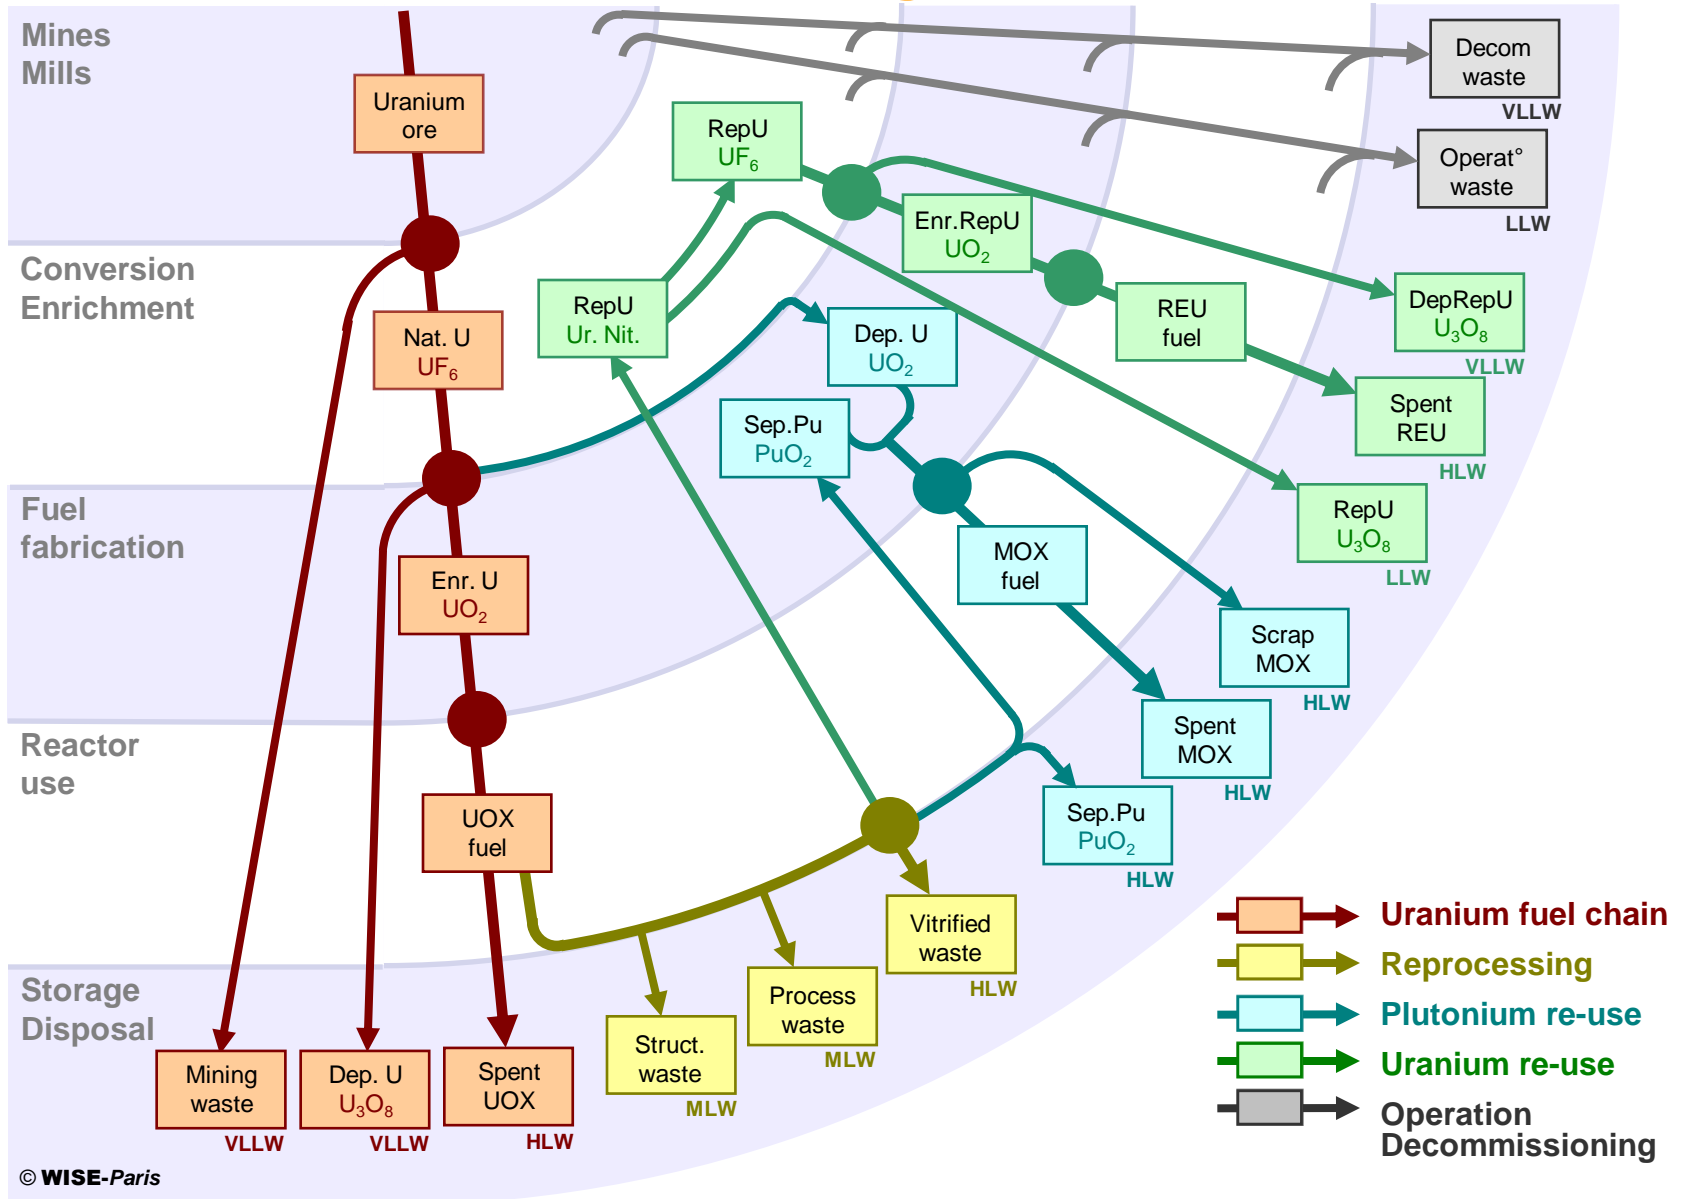 Mines
Mills
Uranium
ore
Decom
waste
VLLW
RepU
UF₆
Operat°
waste
LLW
Enr.RepU
UO₂
Conversion
Enrichment
RepU
Ur. Nit.
REU
fuel
DepRepU
U₃O₈
VLLW
Nat. U
UF₆
Dep. U
UO₂
Spent
REU
HLW
Sep.Pu
PuO₂
Fuel
fabrication
RepU
U₃O₈
LLW
Enr. U
UO₂
MOX
fuel
Scrap
MOX
HLW
Reactor
use
Spent
MOX
HLW
UOX
fuel
Sep.Pu
PuO₂
HLW
Vitrified
waste
HLW
Storage
Disposal
Process
waste
MLW
Struct.
waste
MLW
Mining
waste
VLLW
Dep. U
U₃O₈
VLLW
Spent
UOX
HLW
Uranium fuel chain
Reprocessing
Plutonium re-use
Uranium re-use
Operation
Decommissioning
© WISE-Paris